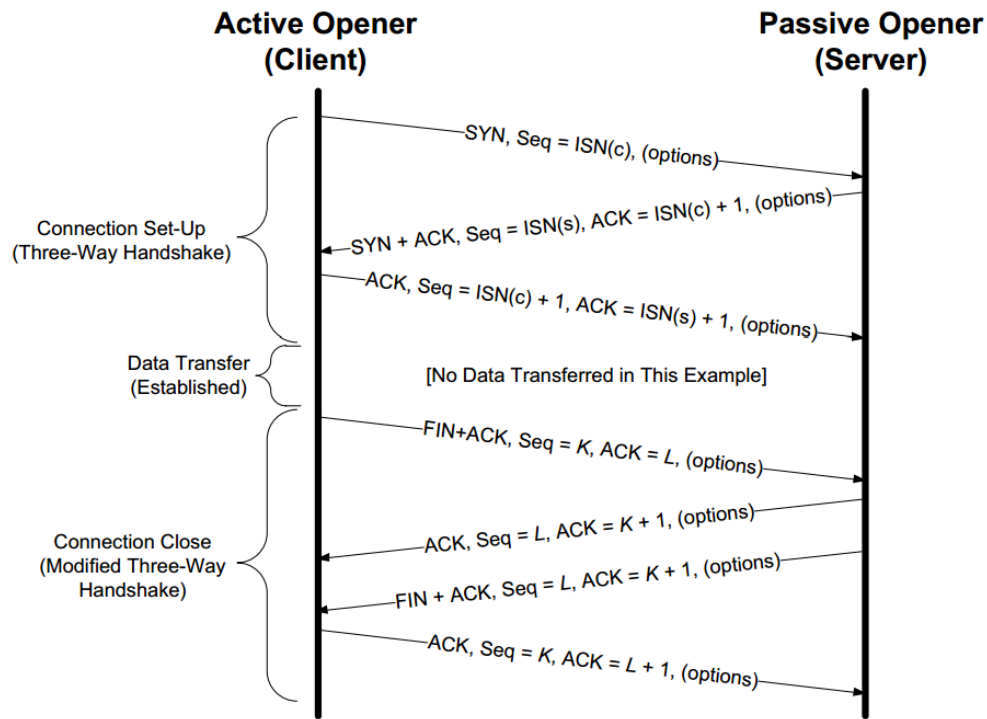 Active Opener
(Client)
Passive Opener
(Server)
SYN, Seq = ISN(c), (options)
SYN + ACK, Seq = ISN(s), ACK = ISN(c) + 1, (options)
Connection Set-Up
(Three-Way Handshake)
ACK, Seq = ISN(c) + 1, ACK = ISN(s) + 1, (options)
Data Transfer
(Established)
[No Data Transferred in This Example]
FIN+ACK, Seq = K, ACK = L, (options)
ACK, Seq = L, ACK = K + 1, (options)
Connection Close
(Modified Three-Way
Handshake)
FIN + ACK, Seq = L, ACK = K + 1, (options)
ACK, Seq = K, ACK = L + 1, (options)